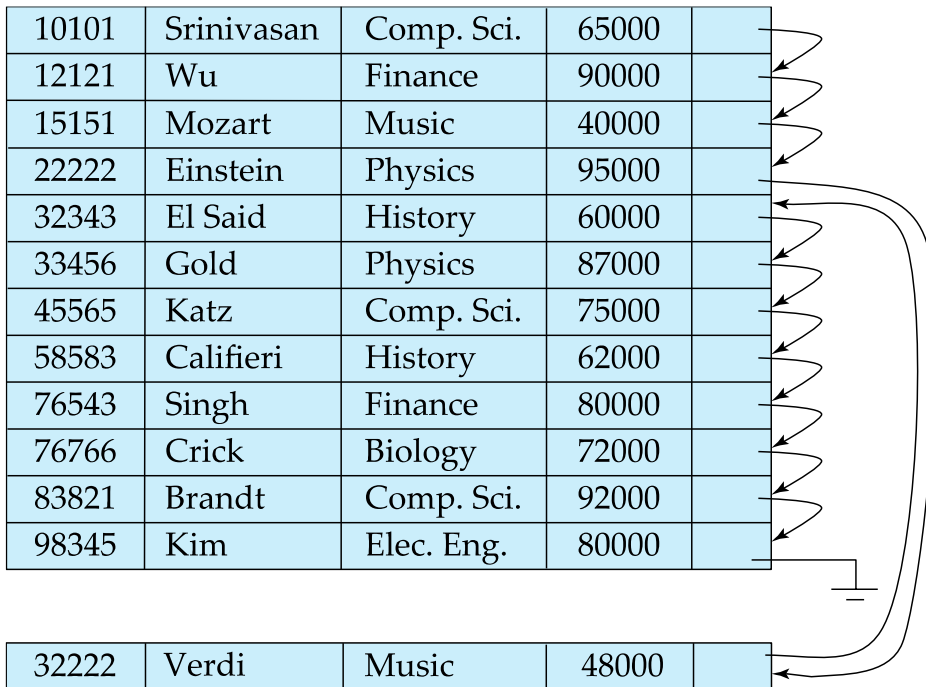 10101 Srinivasan Comp. Sci. 65000
12121 Wu Finance 90000
15151 Mozart Music 40000
22222 Einstein Physics 95000
32343 El Said History 60000
33456 Gold Physics 87000
45565 Katz Comp. Sci. 75000
58583 Califieri History 62000
76543 Singh Finance 80000
76766 Crick Biology 72000
83821 Brandt Comp. Sci. 92000
98345 Kim Elec. Eng. 80000
32222 Verdi Music 48000